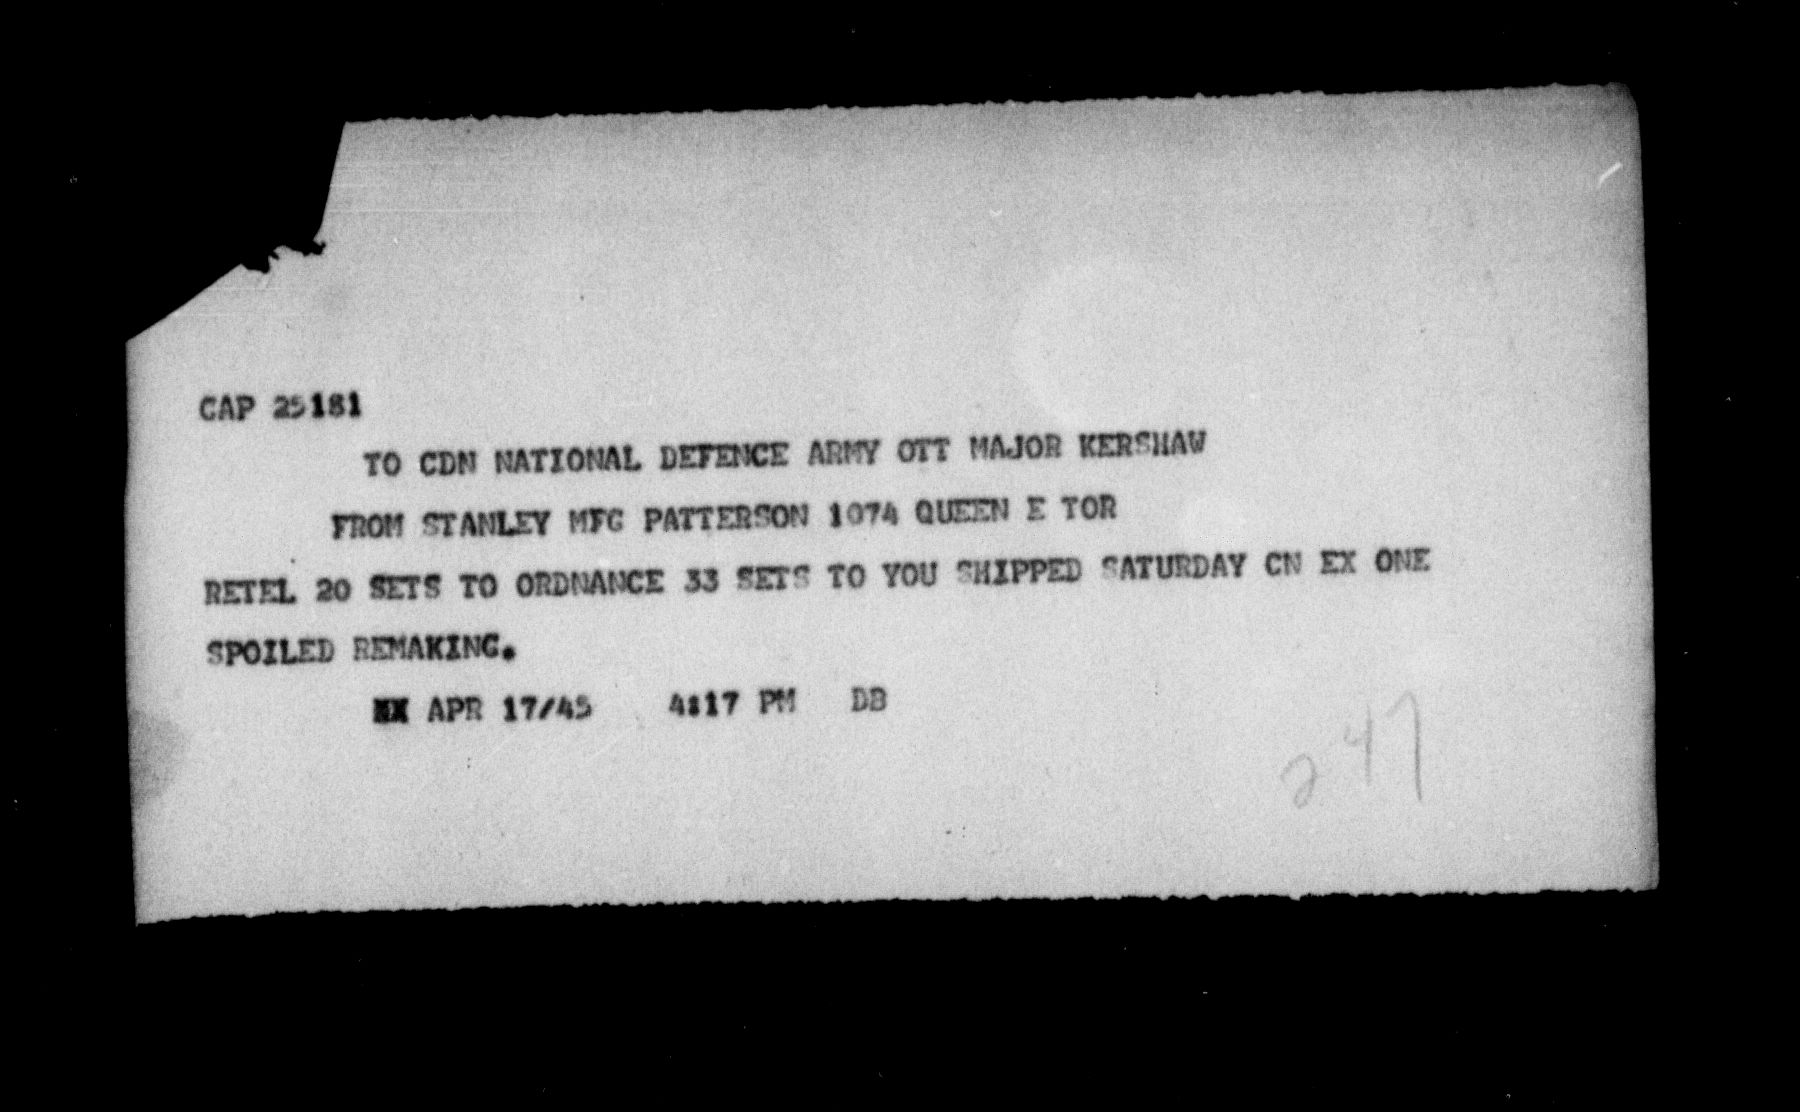 CAP 25181
TO CDN NATIONAL DEFENCE ARMY OTT MAJOR KERSHAW
FROM STANLEY MFG PATTERSON 1074 QUEEN E TOR
RETEL 20 SETS TO ORDNANCE 33 SETS TO YOU SHIPPED SATURDAY CN EX ONE
SPOILED REMAKING.
APR 17/45 4:17 PM DB
247